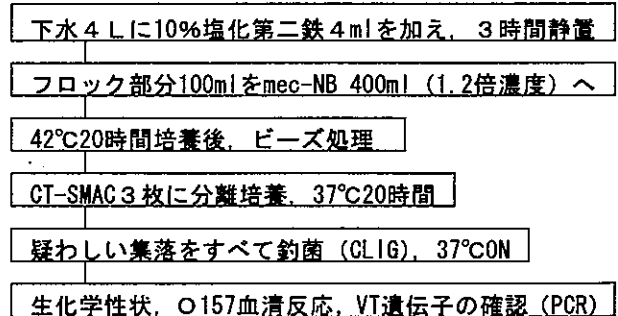 下水４Ｌに10%塩化第二鉄４mlを加え，３時間静置
フロック部分100mlをmec-NB 400ml（1.2倍濃度）へ
42℃20時間培養後，ビーズ処理
CT-SMAC３枚に分離培養，37℃20時間
疑わしい集落をすべて釣菌（CLIG），37℃ON
生化学性状，Ｏ157血清反応，VT遺伝子の確認（PCR）